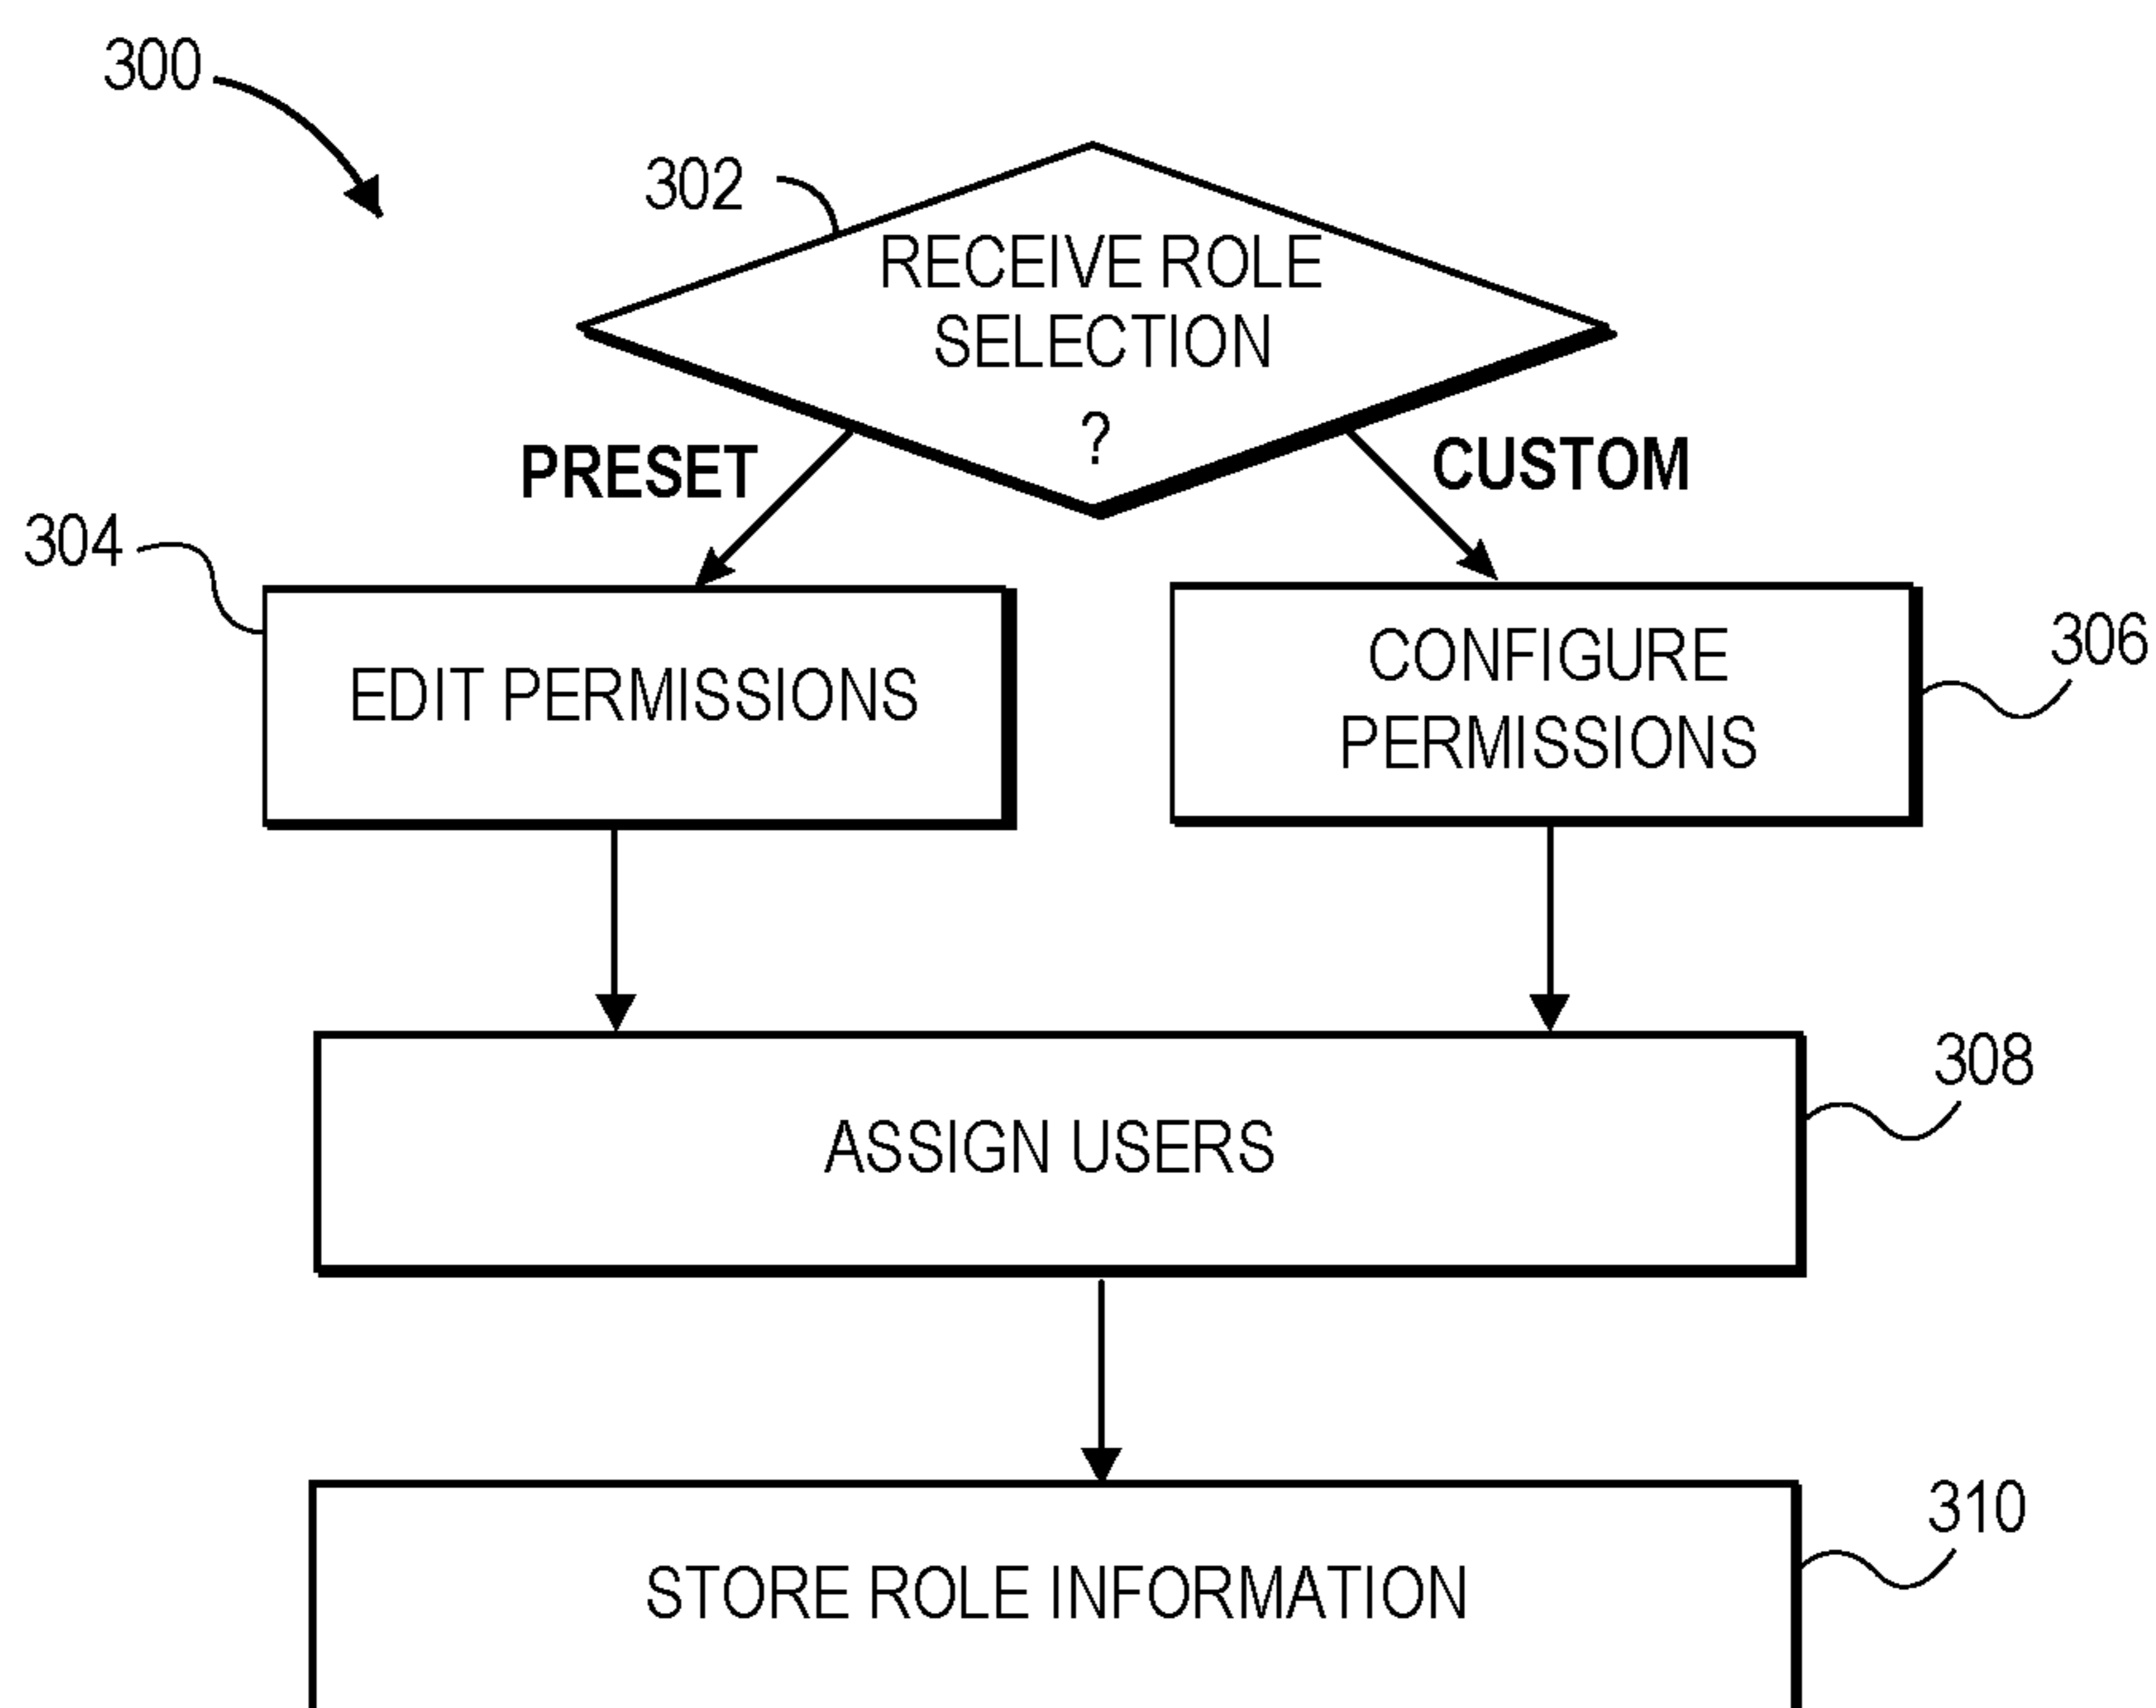 300
302
RECEIVE ROLE
SELECTION
?
PRESET
CUSTOM
304
EDIT PERMISSIONS
CONFIGURE
PERMISSIONS
306
ASSIGN USERS
308
STORE ROLE INFORMATION
310